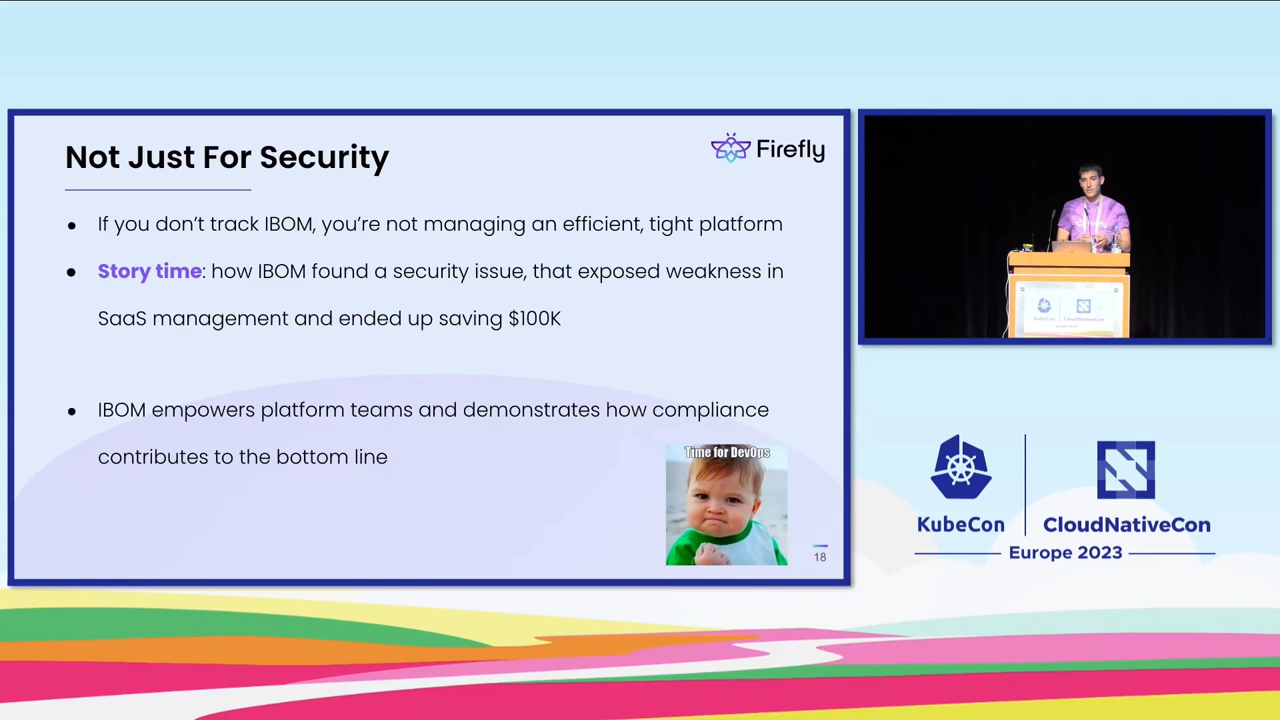 Not Just For Security
Firefly
● If you don't track IBOM, you're not managing an efficient, tight platform
● Story time: how IBOM found a security issue, that exposed weakness in
SaaS management and ended up saving $100K
● IBOM empowers platform teams and demonstrates how compliance
contributes to the bottom line
Time for DevOps
18
KubeCon
CloudNativeCon
KubeCon
CloudNativeCon
Europe 2023